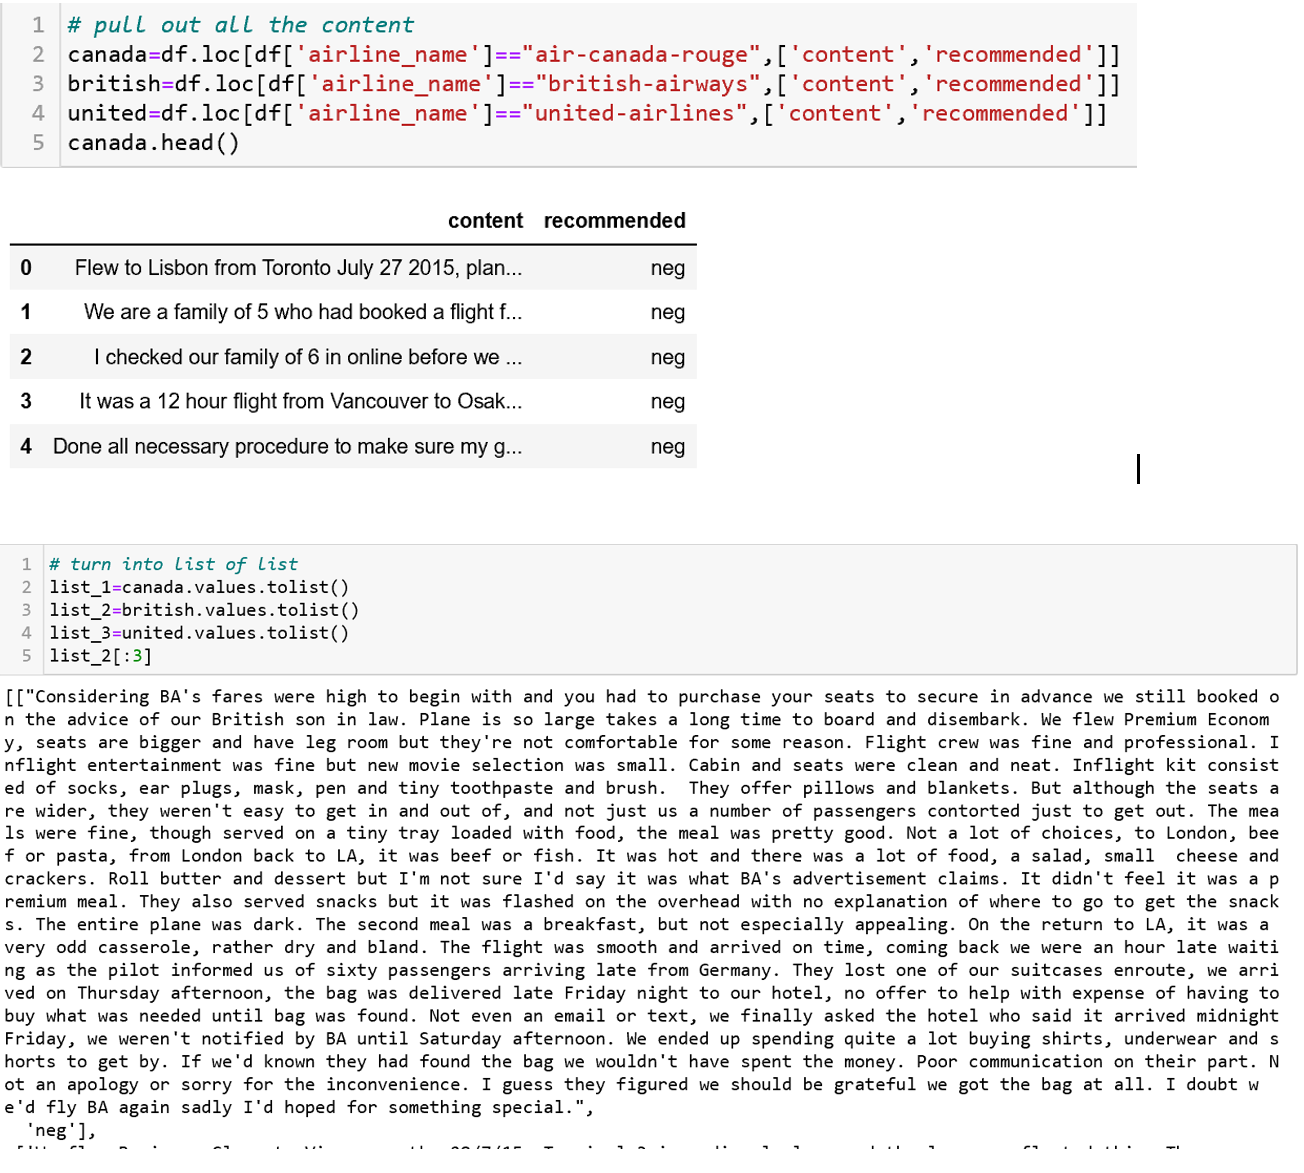 1 # pull out all the content
2 canada=df.loc[df['airline_name']=="air-canada-rouge",['content','recommended']]
3 british=df.loc[df['airline_name']=="british-airways",['content','recommended']]
4 united=df.loc[df['airline_name']=="united-airlines",['content','recommended']]
5 canada.head()
content recommended
0 Flew to Lisbon from Toronto July 27 2015, plan... neg
1 We are a family of 5 who had booked a flight f... neg
2 I checked our family of 6 in online before we ... neg
3 It was a 12 hour flight from Vancouver to Osak... neg
4 Done all necessary procedure to make sure my g... neg
1 # turn into list of list
2 list_1=canada.values.tolist()
3 list_2=british.values.tolist()
4 list_3=united.values.tolist()
5 list_2[:3]
[["Considering BA's fares were high to begin with and you had to purchase your seats to secure in advance we still booked o
n the advice of our British son in law. Plane is so large takes a long time to board and disembark. We flew Premium Econom
y, seats are bigger and have leg room but they're not comfortable for some reason. Flight crew was fine and professional. I
nflight entertainment was fine but new movie selection was small. Cabin and seats were clean and neat. Inflight kit consist
ed of socks, ear plugs, mask, pen and tiny toothpaste and brush.  They offer pillows and blankets. But although the seats a
re wider, they weren't easy to get in and out of, and not just us a number of passengers contorted just to get out. The mea
ls were fine, though served on a tiny tray loaded with food, the meal was pretty good. Not a lot of choices, to London, bee
f or pasta, from London back to LA, it was beef or fish. It was hot and there was a lot of food, a salad, small  cheese and
crackers. Roll butter and dessert but I'm not sure I'd say it was what BA's advertisement claims. It didn't feel it was a p
remium meal. They also served snacks but it was flashed on the overhead with no explanation of where to go to get the snack
s. The entire plane was dark. The second meal was a breakfast, but not especially appealing. On the return to LA, it was a
very odd casserole, rather dry and bland. The flight was smooth and arrived on time, coming back we were an hour late waiti
ng as the pilot informed us of sixty passengers arriving late from Germany. They lost one of our suitcases enroute, we arri
ved on Thursday afternoon, the bag was delivered late Friday night to our hotel, no offer to help with expense of having to
buy what was needed until bag was found. Not even an email or text, we finally asked the hotel who said it arrived midnight
Friday, we weren't notified by BA until Saturday afternoon. We ended up spending quite a lot buying shirts, underwear and s
horts to get by. If we'd known they had found the bag we wouldn't have spent the money. Poor communication on their part. N
ot an apology or sorry for the inconvenience. I guess they figured we should be grateful we got the bag at all. I doubt w
e'd fly BA again sadly I'd hoped for something special.",
'neg'],